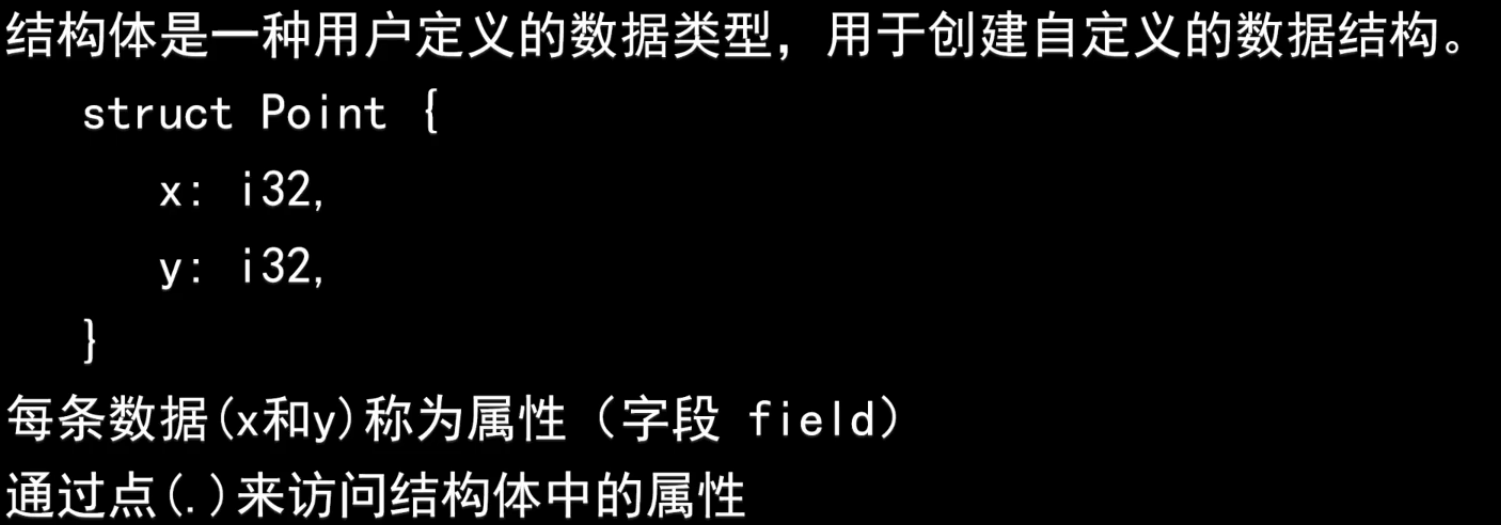 结构体是一种用户定义的数据类型，用于创建自定义的数据结构。
struct Point {
x: i32,
y: i32,
}
每条数据(x和y)称为属性（字段 field）
通过点(.)来访问结构体中的属性